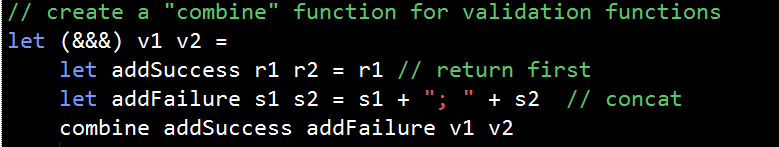 // create a "combine" function for validation functions
let (&&&) v1 v2 =
    let addSuccess r1 r2 = r1 // return first
    let addFailure s1 s2 = s1 + "; " + s2  // concat
    combine addSuccess addFailure v1 v2